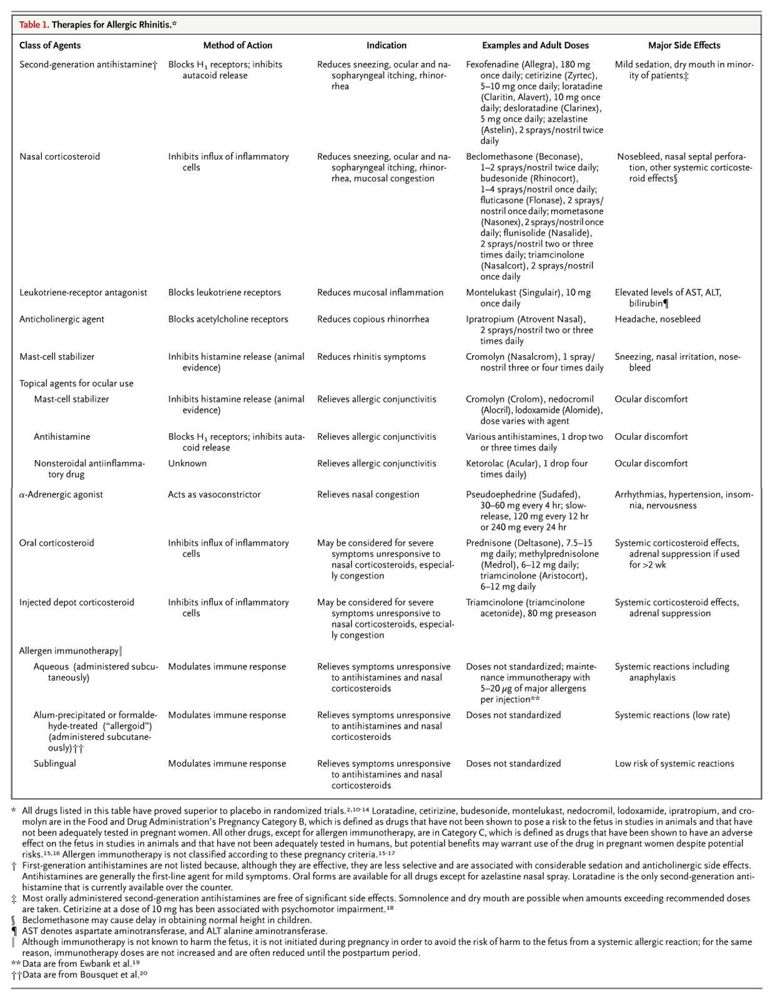 Table 1. Therapies for Allergic Rhinitis.*
Class of Agents Method of Action Indication Examples and Adult Doses Major Side Effects
Second-generation antihistamine† Blocks H1 receptors; inhibits Reduces sneezing, ocular and na- Fexofenadine (Allegra), 180 mg Mild sedation, dry mouth in minor-
autacoid release sopharyngeal itching, rhinor- once daily; cetirizine (Zyrtec), ity of patients‡
rhea 5–10 mg once daily; loratadine
(Claritin, Alavert), 10 mg once
daily; desloratadine (Clarinex),
5 mg once daily; azelastine
(Astelin), 2 sprays/nostril twice
daily
Nasal corticosteroid Inhibits influx of inflammatory Reduces sneezing, ocular and na- Beclomethasone (Beconase), Nosebleed, nasal septal perfora-
cells sopharyngeal itching, rhinor- 1–2 sprays/nostril twice daily; tion, other systemic corticoste-
rhea, mucosal congestion budesonide (Rhinocort), roid effects§
1–4 sprays/nostril once daily;
fluticasone (Flonase), 2 sprays/
nostril once daily; mometasone
(Nasonex), 2 sprays/nostril once
daily; flunisolide (Nasalide),
2 sprays/nostril two or three
times daily; triamcinolone
(Nasalcort), 2 sprays/nostril
once daily
Leukotriene-receptor antagonist Blocks leukotriene receptors Reduces mucosal inflammation Montelukast (Singulair), 10 mg Elevated levels of AST, ALT,
once daily bilirubin¶
Anticholinergic agent Blocks acetylcholine receptors Reduces copious rhinorrhea Ipratropium (Atrovent Nasal), Headache, nosebleed
2 sprays/nostril two or three
times daily
Mast-cell stabilizer Inhibits histamine release (animal Reduces rhinitis symptoms Cromolyn (Nasalcrom), 1 spray/ Sneezing, nasal irritation, nose-
evidence) nostril three or four times daily bleed
Topical agents for ocular use
Mast-cell stabilizer Inhibits histamine release (animal Relieves allergic conjunctivitis Cromolyn (Crolom), nedocromil Ocular discomfort
evidence) (Alocril), lodoxamide (Alomide),
dose varies with agent
Antihistamine Blocks H1 receptors; inhibits auta- Relieves allergic conjunctivitis Various antihistamines, 1 drop two Ocular discomfort
coid release or three times daily
Nonsteroidal antiinflamma- Unknown Relieves allergic conjunctivitis Ketorolac (Acular), 1 drop four Ocular discomfort
tory drug times daily)
α-Adrenergic agonist Acts as vasoconstrictor Relieves nasal congestion Pseudoephedrine (Sudafed), Arrhythmias, hypertension, insom-
30–60 mg every 4 hr; slow- nia, nervousness
release, 120 mg every 12 hr
or 240 mg every 24 hr
Oral corticosteroid Inhibits influx of inflammatory May be considered for severe Prednisone (Deltasone), 7.5–15 Systemic corticosteroid effects,
cells symptoms unresponsive to mg daily; methylprednisolone adrenal suppression if used
nasal corticosteroids, especial- (Medrol), 6–12 mg daily; for >2 wk
ly congestion triamcinolone (Aristocort),
6–12 mg daily
Injected depot corticosteroid Inhibits influx of inflammatory May be considered for severe Triamcinolone (triamcinolone Systemic corticosteroid effects,
cells symptoms unresponsive to acetonide), 80 mg preseason adrenal suppression
nasal corticosteroids, especial-
ly congestion
Allergen immunotherapy‖
Aqueous (administered subcu- Modulates immune response Relieves symptoms unresponsive Doses not standardized; mainte- Systemic reactions including
taneously) to antihistamines and nasal nance immunotherapy with anaphylaxis
corticosteroids 5–20 µg of major allergens
per injection**
Alum-precipitated or formalde- Modulates immune response Relieves symptoms unresponsive Doses not standardized Systemic reactions (low rate)
hyde-treated (“allergoid”) to antihistamines and nasal
(administered subcutane- corticosteroids
ously)††
Sublingual Modulates immune response Relieves symptoms unresponsive Doses not standardized Low risk of systemic reactions
to antihistamines and nasal
corticosteroids
* All drugs listed in this table have proved superior to placebo in randomized trials.2,10-14 Loratadine, cetirizine, budesonide, montelukast, nedocromil, lodoxamide, ipratropium, and cro-
molyn are in the Food and Drug Administration’s Pregnancy Category B, which is defined as drugs that have not been shown to pose a risk to the fetus in studies in animals and that have
not been adequately tested in pregnant women. All other drugs, except for allergen immunotherapy, are in Category C, which is defined as drugs that have been shown to have an adverse
effect on the fetus in studies in animals and that have not been adequately tested in humans, but potential benefits may warrant use of the drug in pregnant women despite potential
risks.15,16 Allergen immunotherapy is not classified according to these pregnancy criteria.15-17
† First-generation antihistamines are not listed because, although they are effective, they are less selective and are associated with considerable sedation and anticholinergic side effects.
Antihistamines are generally the first-line agent for mild symptoms. Oral forms are available for all drugs except for azelastine nasal spray. Loratadine is the only second-generation anti-
histamine that is currently available over the counter.
‡ Most orally administered second-generation antihistamines are free of significant side effects. Somnolence and dry mouth are possible when amounts exceeding recommended doses
are taken. Cetirizine at a dose of 10 mg has been associated with psychomotor impairment.18
§ Beclomethasone may cause delay in obtaining normal height in children.
¶ AST denotes aspartate aminotransferase, and ALT alanine aminotransferase.
‖ Although immunotherapy is not known to harm the fetus, it is not initiated during pregnancy in order to avoid the risk of harm to the fetus from a systemic allergic reaction; for the same
reason, immunotherapy doses are not increased and are often reduced until the postpartum period.
** Data are from Ewbank et al.19
†† Data are from Bousquet et al.20